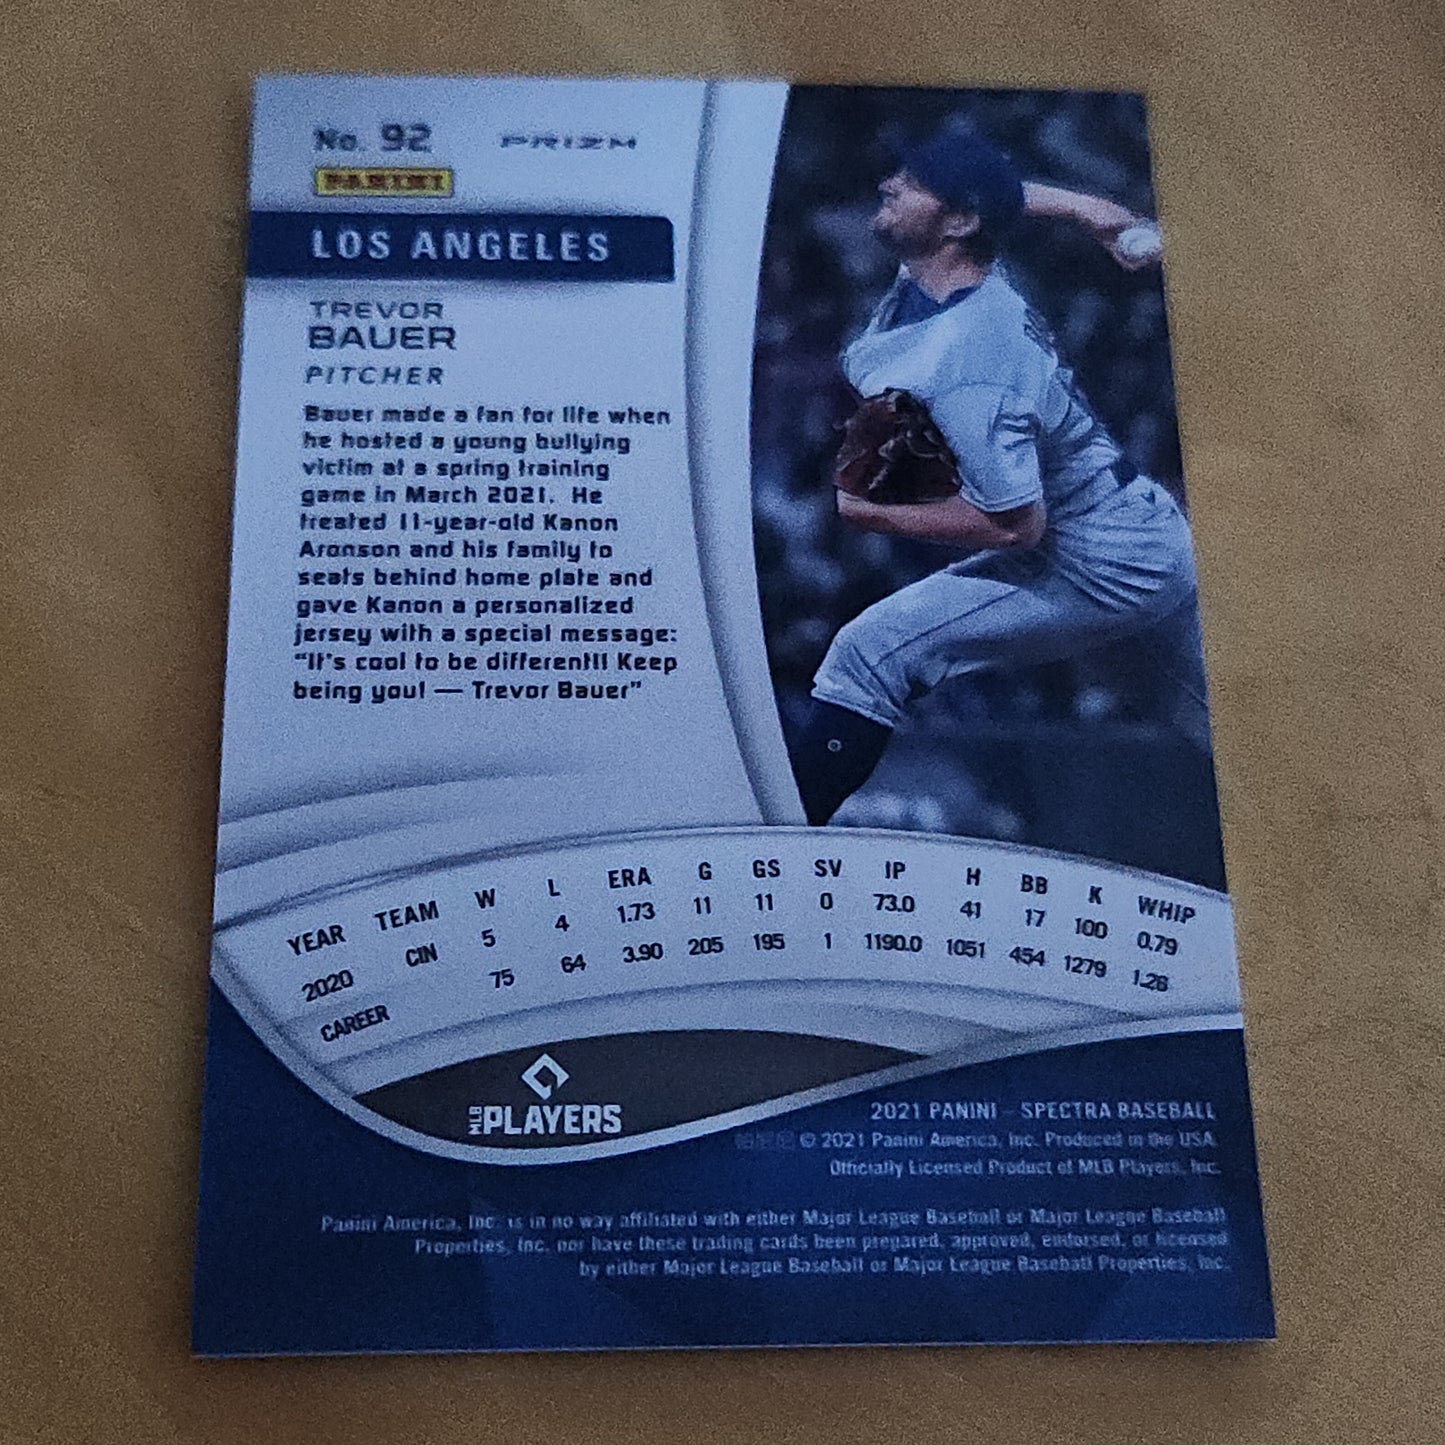 No. 92
PRIZM
PANINI
LOS ANGELES
TREVOR
BAUER
PITCHER
Bauer made a fan for life when
he hosted a young bullying
victim at a spring training
game in March 2021. He
treated 11-year-old Kanon
Aronson and his family to
seats behind home plate and
gave Kanon a personalized
jersey with a special message:
"It's cool to be different!!! Keep
being you! — Trevor Bauer"
YEAR TEAM W L ERA G GS SV IP H BB K WHIP
2020 CIN 5 4 1.73 11 11 0 73.0 41 17 100 0.79
CAREER 75 64 3.90 205 195 1 1190.0 1051 454 1279 1.26
MLB PLAYERS
2021 PANINI - SPECTRA BASEBALL
© 2021 Panini America, Inc. Produced in the USA.
Officially Licensed Product of MLB Players, Inc.
Panini America, Inc. is in no way affiliated with either Major League Baseball or Major League Baseball
Properties, Inc. nor have these trading cards been prepared, approved, endorsed, or licensed
by either Major League Baseball or Major League Baseball Properties, Inc.